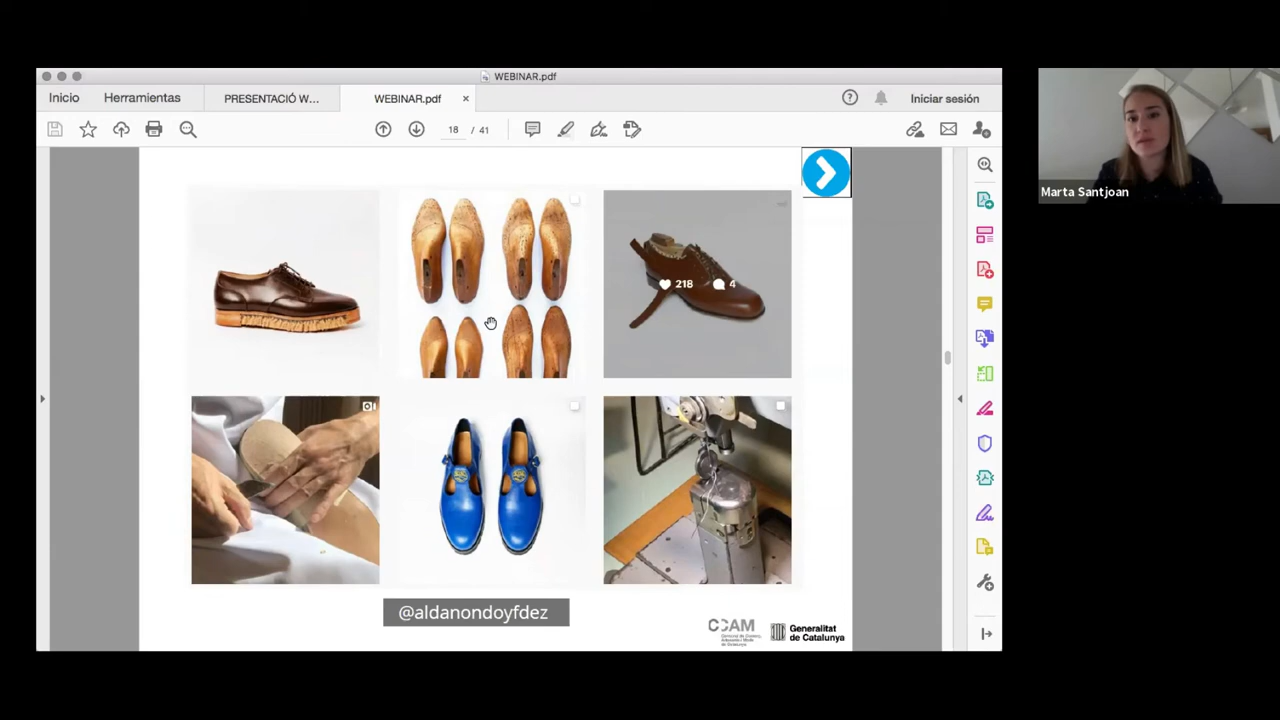 WEBINAR.pdf
Inicio
Herramientas
PRESENTACIÓ W...
WEBINAR.pdf
Iniciar sesión
18 / 41
Marta Santjoan
218
4
@aldanondoyfdez
CCAM
Generalitat
de Catalunya